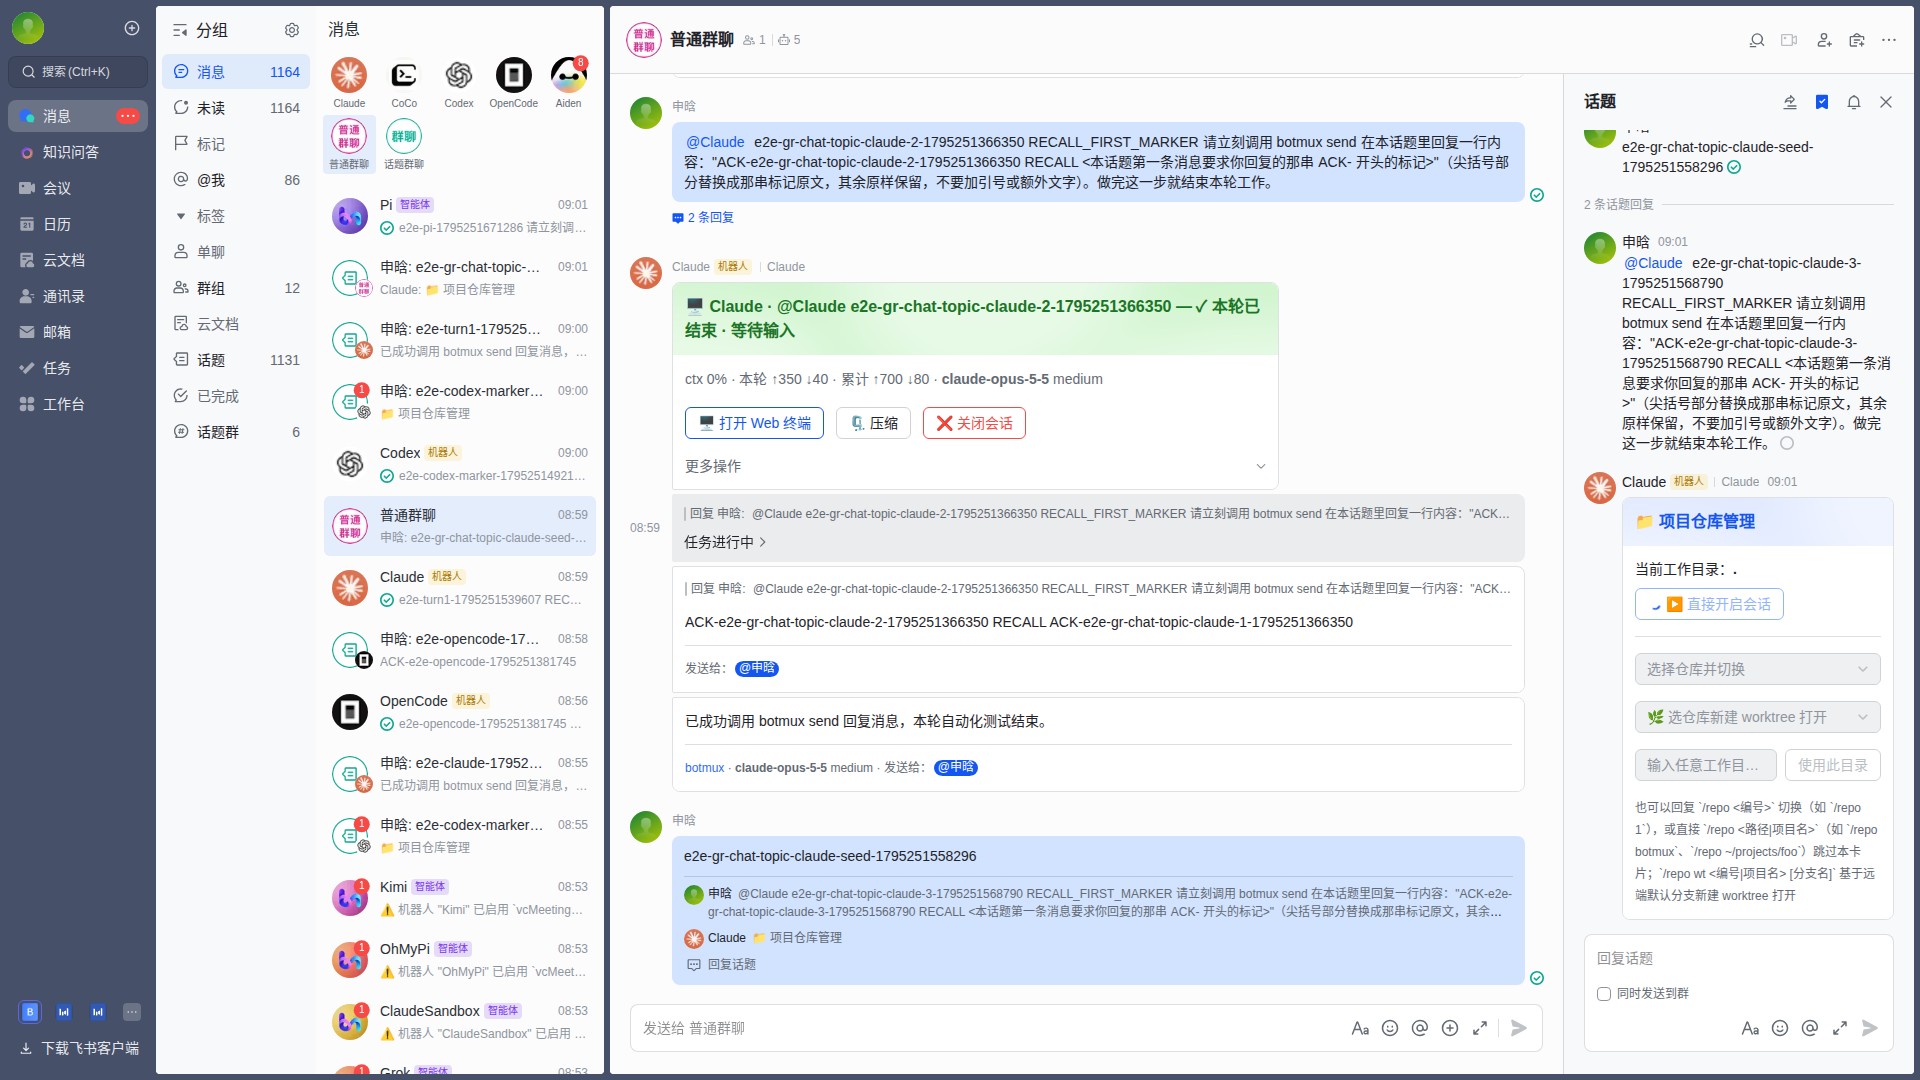 搜索 (Ctrl+K)
消息
知识问答
会议
日历
云文档
通讯录
邮箱
任务
工作台
下载飞书客户端
分组
消息 1164
未读 1164
标记
@我 86
标签
单聊
群组 12
云文档
话题 1131
已完成
话题群 6
消息
8
Claude CoCo Codex OpenCode Aiden
普通群聊 群聊
普通群聊 话题群聊
Pi 智能体 09:01
e2e-pi-1795251671286 请立刻调…
申晗: e2e-gr-chat-topic-… 09:01
Claude: 📁 项目仓库管理
申晗: e2e-turn1-179525… 09:00
已成功调用 botmux send 回复消息，…
1
申晗: e2e-codex-marker… 09:00
📁 项目仓库管理
Codex 机器人 09:00
e2e-codex-marker-17952514921…
普通群聊
普通群聊 08:59
申晗: e2e-gr-chat-topic-claude-seed-…
Claude 机器人 08:59
e2e-turn1-1795251539607 REC…
申晗: e2e-opencode-17… 08:58
ACK-e2e-opencode-1795251381745
OpenCode 机器人 08:56
e2e-opencode-1795251381745 …
申晗: e2e-claude-17952… 08:55
已成功调用 botmux send 回复消息，…
1
申晗: e2e-codex-marker… 08:55
📁 项目仓库管理
1
Kimi 智能体 08:53
⚠️ 机器人 "Kimi" 已启用 `vcMeeting…
1
OhMyPi 智能体 08:53
⚠️ 机器人 "OhMyPi" 已启用 `vcMeet…
1
ClaudeSandbox 智能体 08:53
⚠️ 机器人 "ClaudeSandbox" 已启用 …
1
Grok 智能体 08:53
普通群聊
普通群聊 1 5
申晗
@Claude e2e-gr-chat-topic-claude-2-1795251366350 RECALL_FIRST_MARKER 请立刻调用 botmux send 在本话题里回复一行内
容："ACK-e2e-gr-chat-topic-claude-2-1795251366350 RECALL <本话题第一条消息要求你回复的那串 ACK- 开头的标记>"（尖括号部
分替换成那串标记原文，其余原样保留，不要加引号或额外文字）。做完这一步就结束本轮工作。
2 条回复
Claude 机器人 Claude
🖥️ Claude · @Claude e2e-gr-chat-topic-claude-2-1795251366350 — ✓ 本轮已
结束 · 等待输入
ctx 0% · 本轮 ↑350 ↓40 · 累计 ↑700 ↓80 · claude-opus-5-5 medium
🖥️ 打开 Web 终端 🗜️ 压缩 ❌ 关闭会话
更多操作
回复 申晗: @Claude e2e-gr-chat-topic-claude-2-1795251366350 RECALL_FIRST_MARKER 请立刻调用 botmux send 在本话题里回复一行内容："ACK…
08:59
任务进行中
回复 申晗: @Claude e2e-gr-chat-topic-claude-2-1795251366350 RECALL_FIRST_MARKER 请立刻调用 botmux send 在本话题里回复一行内容："ACK…
ACK-e2e-gr-chat-topic-claude-2-1795251366350 RECALL ACK-e2e-gr-chat-topic-claude-1-1795251366350
发送给：@申晗
已成功调用 botmux send 回复消息，本轮自动化测试结束。
botmux · claude-opus-5-5 medium · 发送给：@申晗
申晗
e2e-gr-chat-topic-claude-seed-1795251558296
申晗 @Claude e2e-gr-chat-topic-claude-3-1795251568790 RECALL_FIRST_MARKER 请立刻调用 botmux send 在本话题里回复一行内容："ACK-e2e-
gr-chat-topic-claude-3-1795251568790 RECALL <本话题第一条消息要求你回复的那串 ACK- 开头的标记>"（尖括号部分替换成那串标记原文，其余…
Claude 📁 项目仓库管理
回复话题
发送给 普通群聊
话题
e2e-gr-chat-topic-claude-seed-
1795251558296
2 条话题回复
申晗 09:01
@Claude e2e-gr-chat-topic-claude-3-
1795251568790
RECALL_FIRST_MARKER 请立刻调用
botmux send 在本话题里回复一行内
容："ACK-e2e-gr-chat-topic-claude-3-
1795251568790 RECALL <本话题第一条消
息要求你回复的那串 ACK- 开头的标记
>"（尖括号部分替换成那串标记原文，其余
原样保留，不要加引号或额外文字）。做完
这一步就结束本轮工作。
Claude 机器人 Claude 09:01
📁 项目仓库管理
当前工作目录：.
▶️ 直接开启会话
选择仓库并切换
🌿 选仓库新建 worktree 打开
输入任意工作目… 使用此目录
也可以回复 `/repo <编号>` 切换（如 `/repo
1`），或直接 `/repo <路径|项目名>`（如 `/repo
botmux`、`/repo ~/projects/foo`）跳过本卡
片；`/repo wt <编号|项目名> [分支名]` 基于远
端默认分支新建 worktree 打开
回复话题
同时发送到群